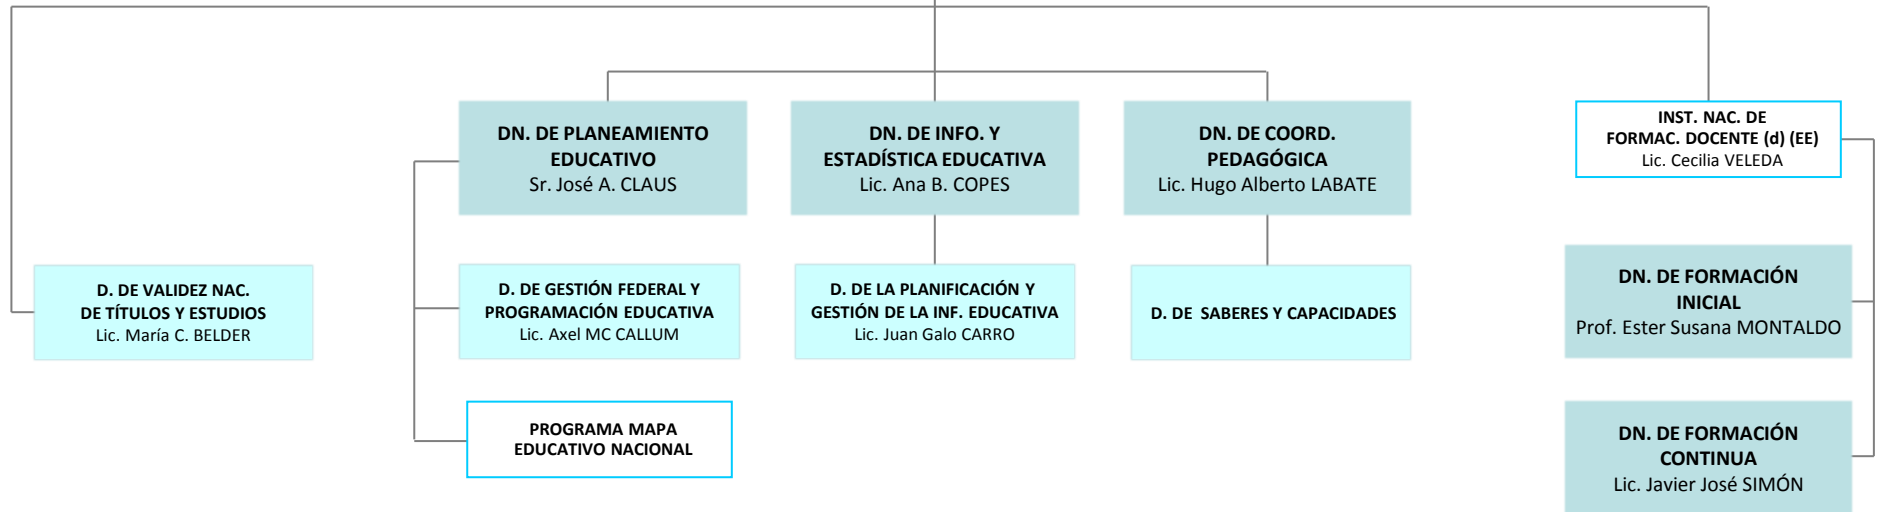 DN. DE PLANEAMIENTO
EDUCATIVO
Sr. José A. CLAUS
DN. DE INFO. Y
ESTADÍSTICA EDUCATIVA
Lic. Ana B. COPES
DN. DE COORD.
PEDAGÓGICA
Lic. Hugo Alberto LABATE
INST. NAC. DE
FORMAC. DOCENTE (d) (EE)
Lic. Cecilia VELEDA
D. DE VALIDEZ NAC.
DE TÍTULOS Y ESTUDIOS
Lic. María C. BELDER
D. DE GESTIÓN FEDERAL Y
PROGRAMACIÓN EDUCATIVA
Lic. Axel MC CALLUM
D. DE LA PLANIFICACIÓN Y
GESTIÓN DE LA INF. EDUCATIVA
Lic. Juan Galo CARRO
D. DE SABERES Y CAPACIDADES
DN. DE FORMACIÓN
INICIAL
Prof. Ester Susana MONTALDO
PROGRAMA MAPA
EDUCATIVO NACIONAL
DN. DE FORMACIÓN
CONTINUA
Lic. Javier José SIMÓN